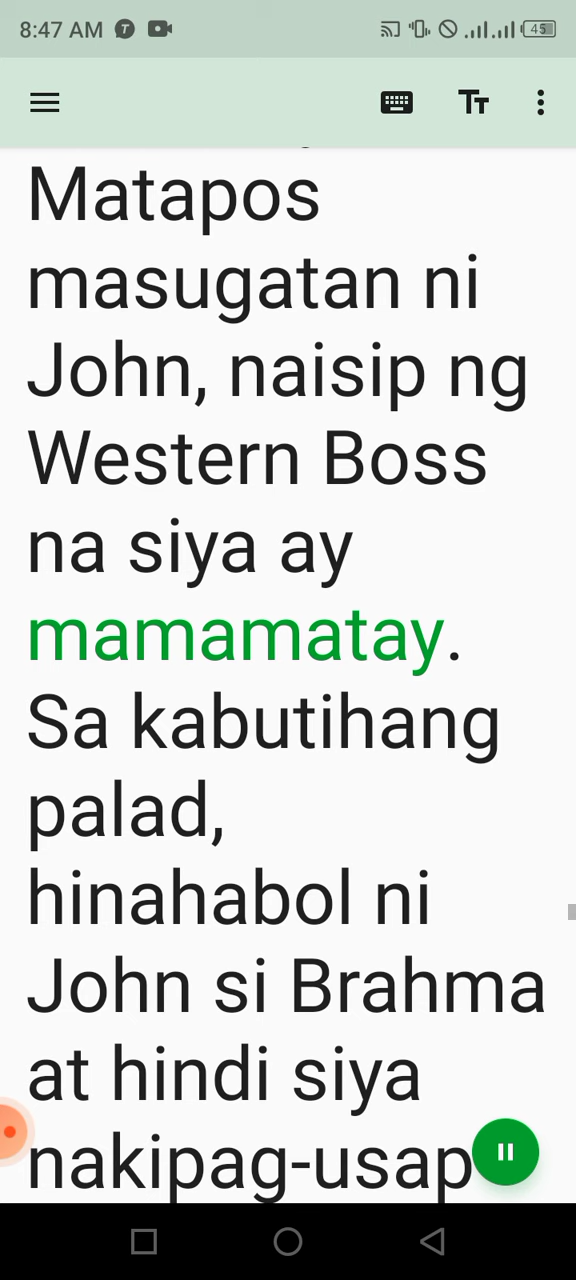 8:47 AM
45
Matapos
masugatan ni
John, naisip ng
Western Boss
na siya ay
mamamatay.
Sa kabutihang
palad,
hinahabol ni
John si Brahma
at hindi siya
nakipag-usap